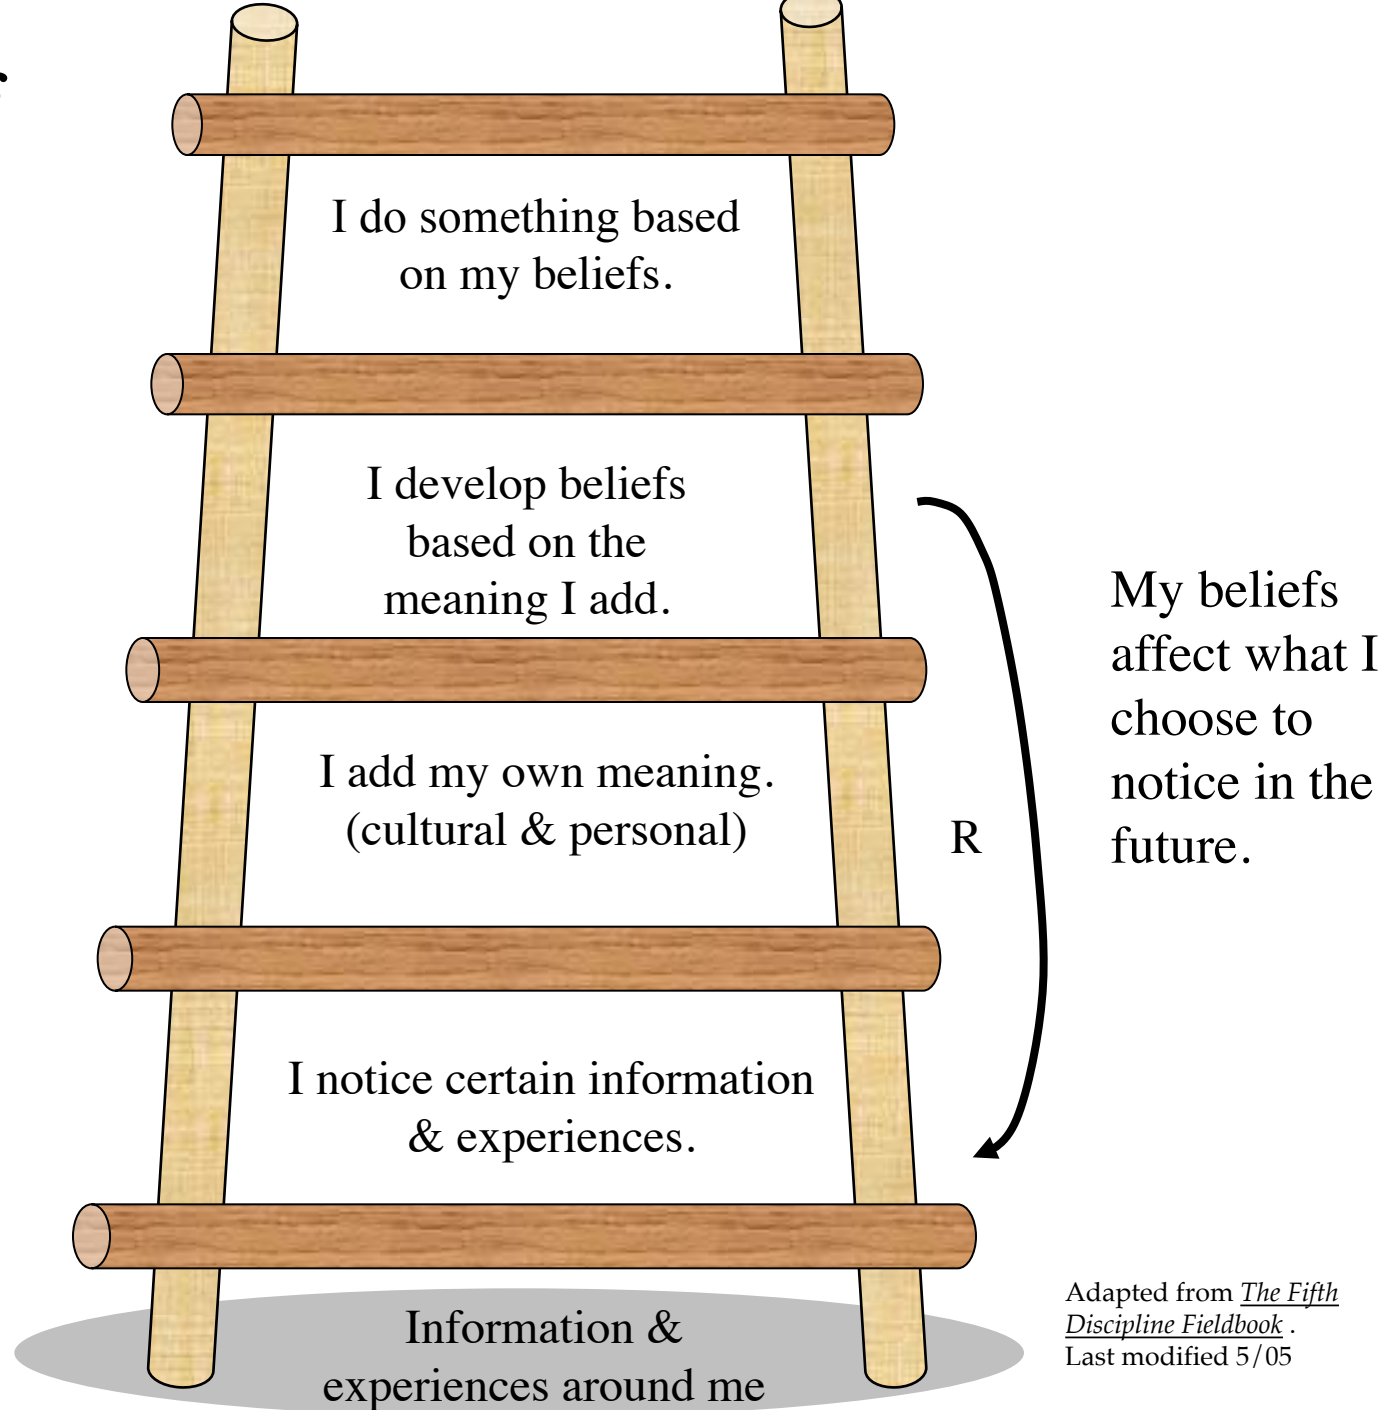 I do something based
on my beliefs.
I develop beliefs
based on the
meaning I add.
My beliefs
affect what I
choose to
notice in the
future.
I add my own meaning.
(cultural & personal)
R
I notice certain information
& experiences.
Information &
experiences around me
Adapted from The Fifth
Discipline Fieldbook .
Last modified 5/05